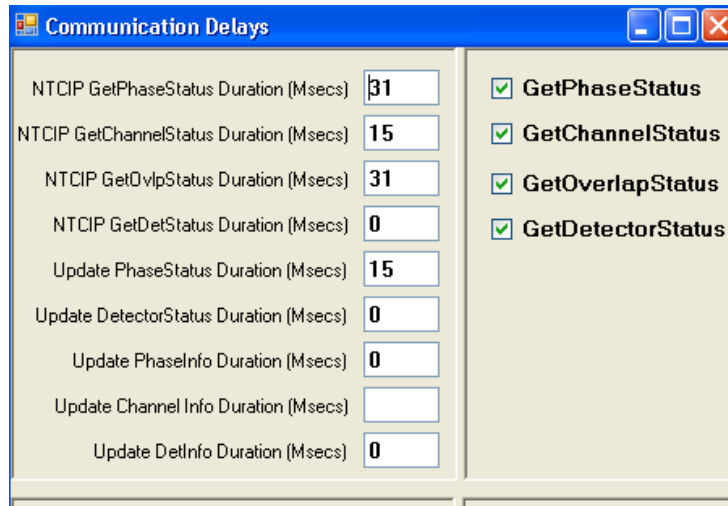 Communication Delays
NTCIP GetPhaseStatus Duration (Msecs) 31
NTCIP GetChannelStatus Duration (Msecs) 15
NTCIP GetOvlpStatus Duration (Msecs) 31
NTCIP GetDetStatus Duration (Msecs) 0
Update PhaseStatus Duration (Msecs) 15
Update DetectorStatus Duration (Msecs) 0
Update PhaseInfo Duration (Msecs) 0
Update Channel Info Duration (Msecs)
Update DetInfo Duration (Msecs) 0
GetPhaseStatus
GetChannelStatus
GetOverlapStatus
GetDetectorStatus